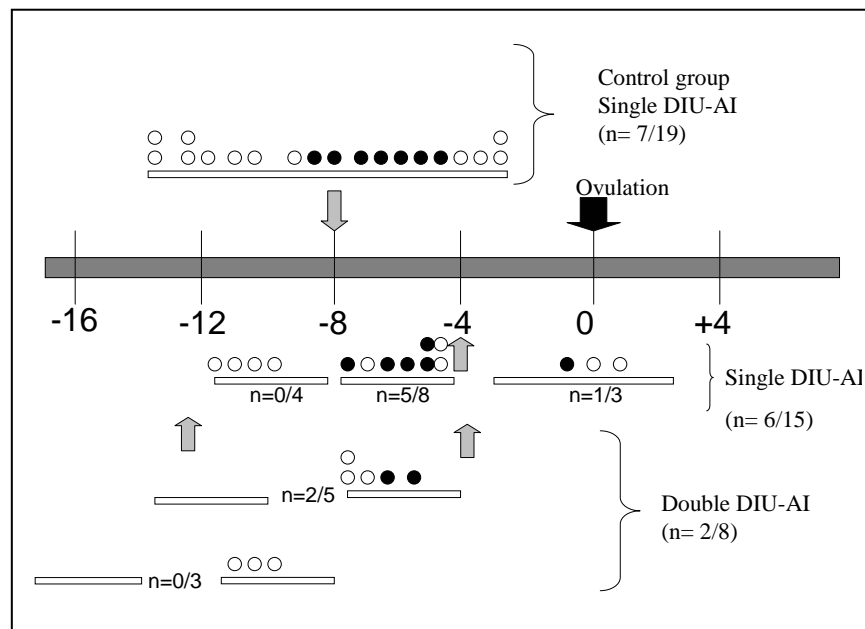 Control group
Single DIU-AI
(n= 7/19)
Ovulation
-16 -12 -8 -4 0 +4
n=0/4 n=5/8 n=1/3
Single DIU-AI
(n= 6/15)
n=2/5
Double DIU-AI
(n= 2/8)
n=0/3